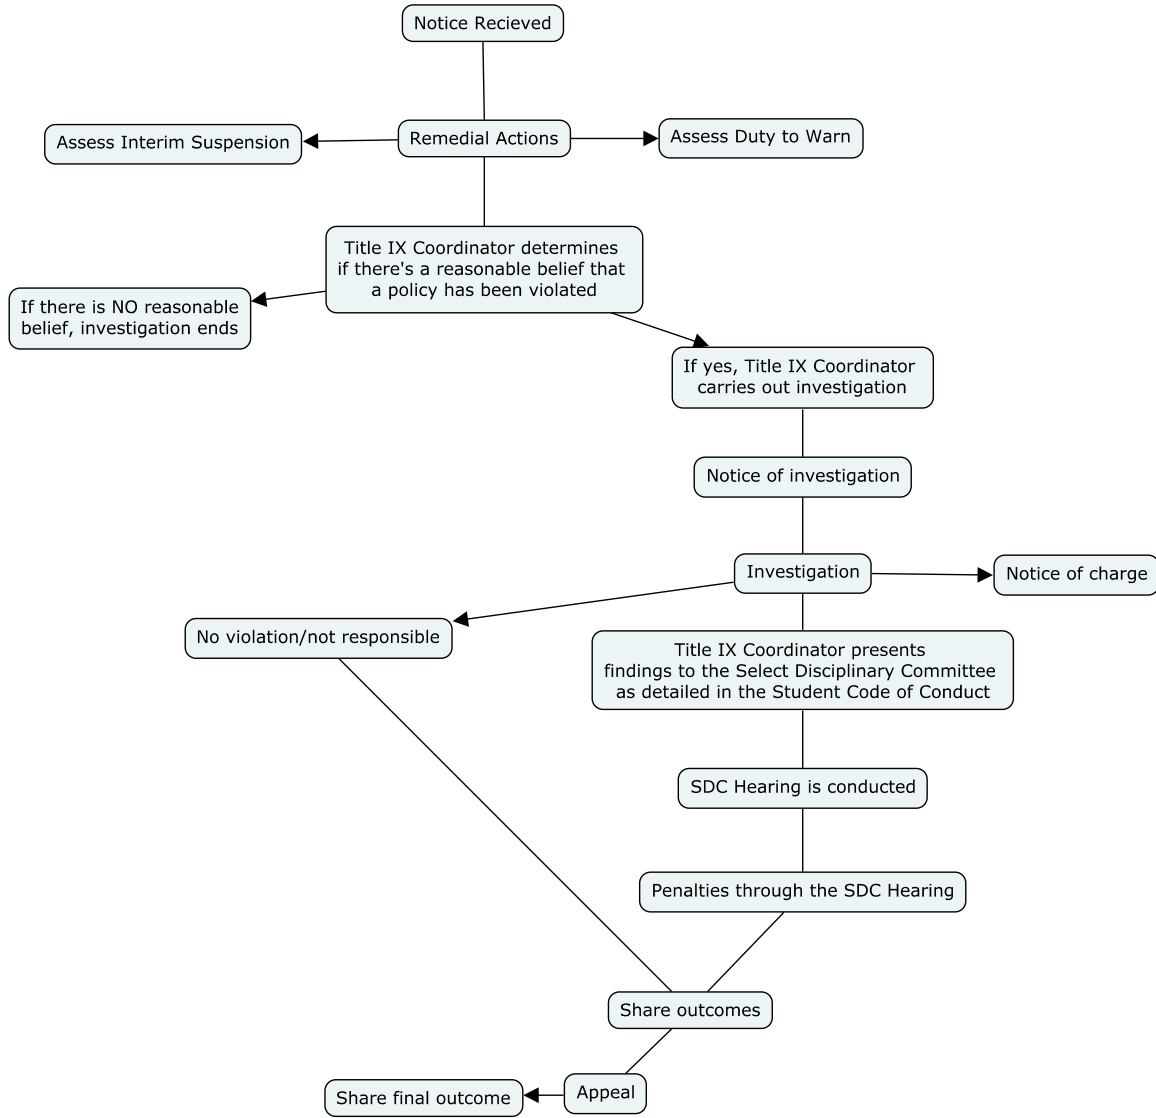 Notice Recieved
Assess Interim Suspension
Remedial Actions
Assess Duty to Warn
Title IX Coordinator determines
if there's a reasonable belief that
a policy has been violated
If there is NO reasonable
belief, investigation ends
If yes, Title IX Coordinator
carries out investigation
Notice of investigation
Investigation
Notice of charge
No violation/not responsible
Title IX Coordinator presents
findings to the Select Disciplinary Committee
as detailed in the Student Code of Conduct
SDC Hearing is conducted
Penalties through the SDC Hearing
Share outcomes
Appeal
Share final outcome